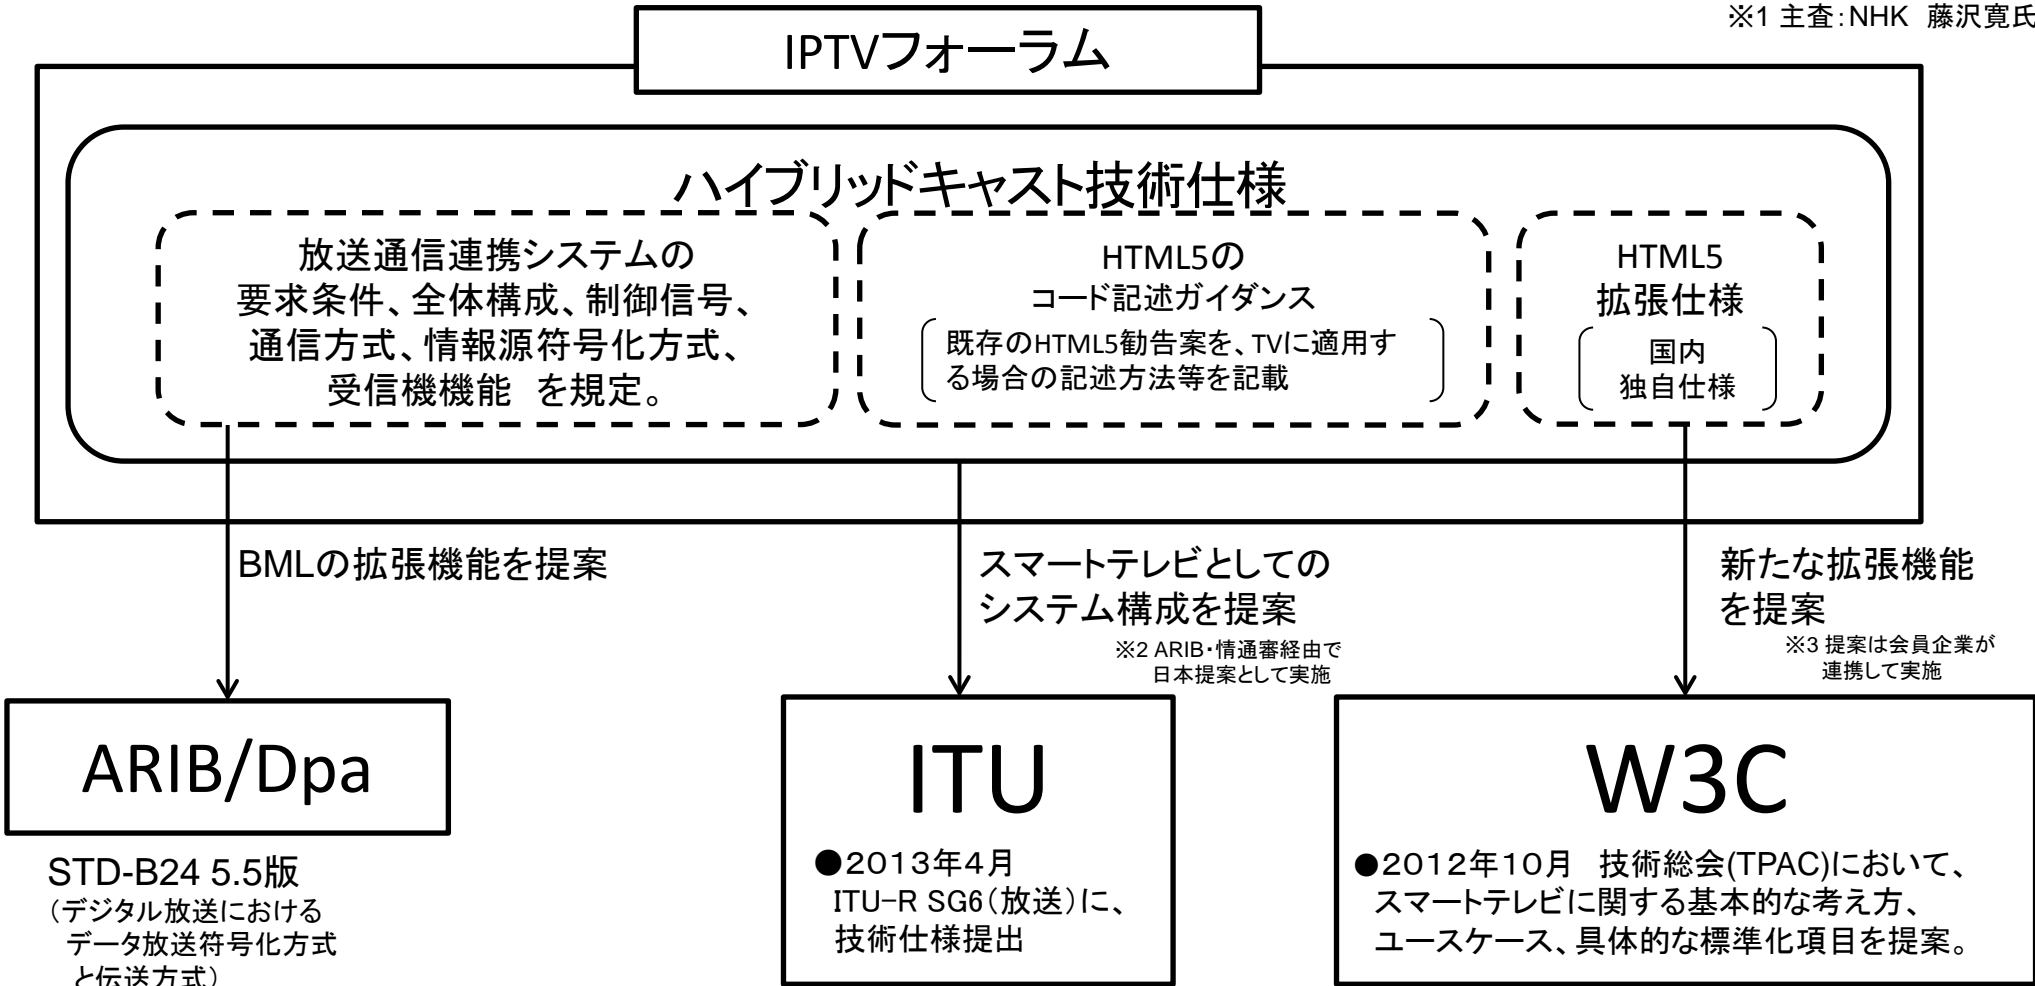 ※1 主査：NHK　藤沢寛氏
IPTVフォーラム
ハイブリッドキャスト技術仕様
放送通信連携システムの
要求条件、全体構成、制御信号、
通信方式、情報源符号化方式、
受信機機能　を規定。
HTML5の
コード記述ガイダンス
既存のHTML5勧告案を、TVに適用す
る場合の記述方法等を記載
HTML5
拡張仕様
国内
独自仕様
BMLの拡張機能を提案
スマートテレビとしての
システム構成を提案
※2 ARIB・情通審経由で
日本提案として実施
新たな拡張機能
を提案
※3 提案は会員企業が
連携して実施
ARIB/Dpa
STD-B24 5.5版
（デジタル放送における
データ放送符号化方式
と伝送方式）
ITU
●２０１３年４月
ITU-R SG6（放送）に、
技術仕様提出
W3C
●２０１２年１０月　技術総会(TPAC)において、
スマートテレビに関する基本的な考え方、
ユースケース、具体的な標準化項目を提案。